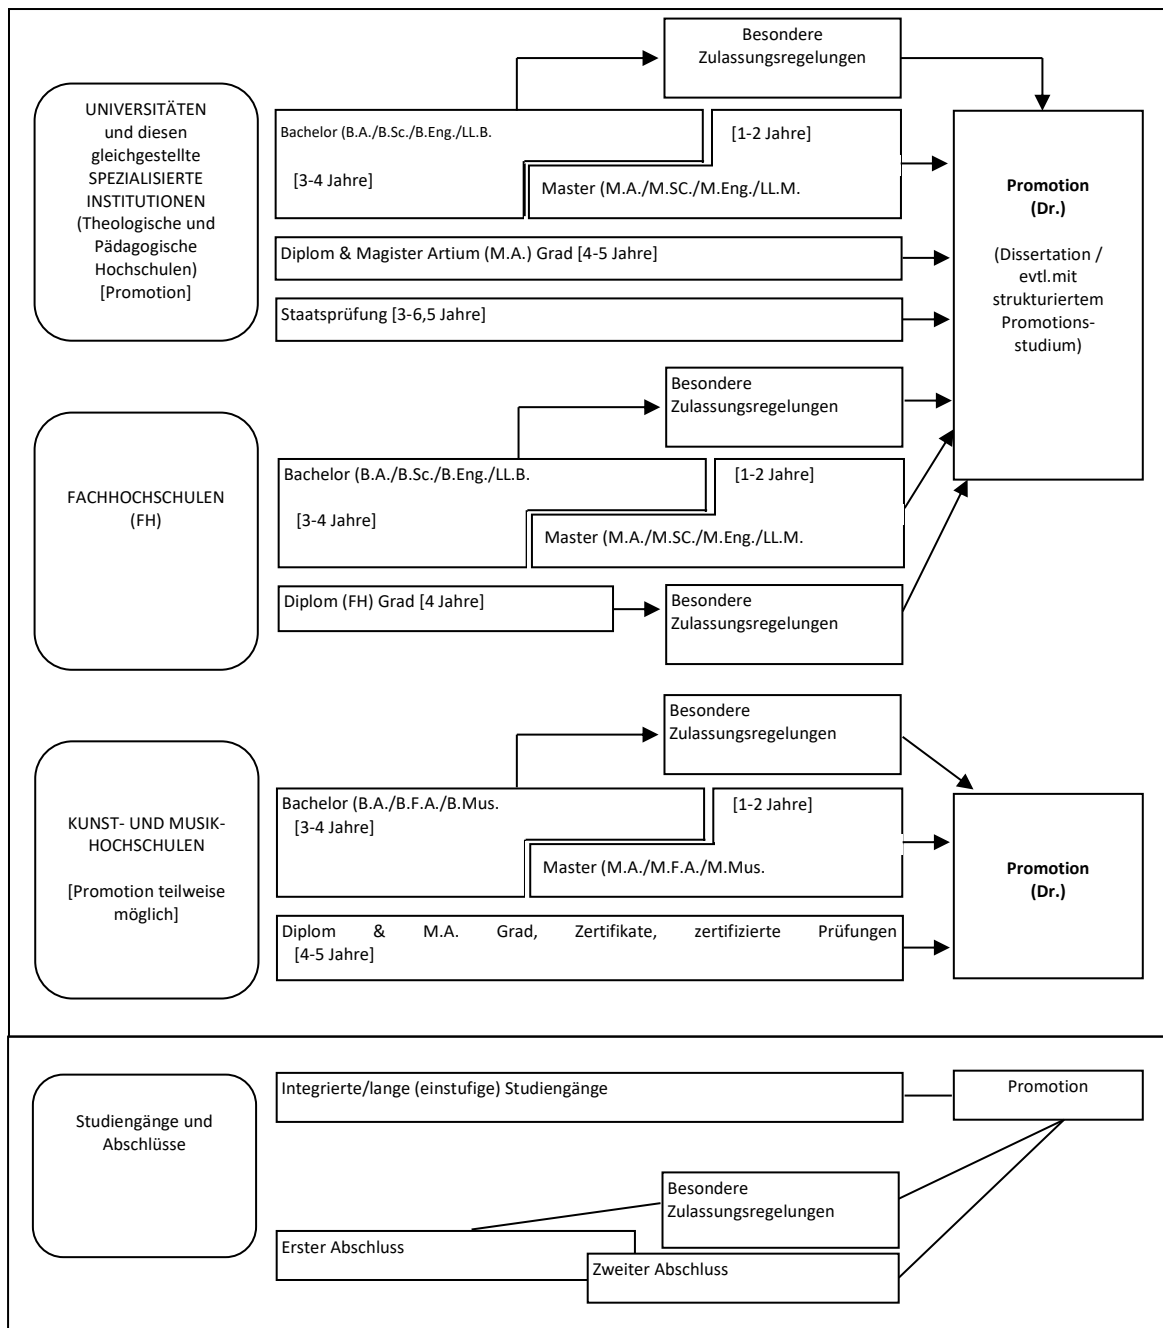 Besondere
Zulassungsregelungen
UNIVERSITÄTEN
und diesen
gleichgestellte
SPEZIALISIERTE
INSTITUTIONEN
(Theologische und
Pädagogische
Hochschulen)
[Promotion]
Bachelor (B.A./B.Sc./B.Eng./LL.B.
[3-4 Jahre]
[1-2 Jahre]
Master (M.A./M.SC./M.Eng./LL.M.
Diplom & Magister Artium (M.A.) Grad [4-5 Jahre]
Staatsprüfung [3-6,5 Jahre]
Promotion
(Dr.)
(Dissertation /
evtl.mit
strukturiertem
Promotions-
studium)
FACHHOCHSCHULEN
(FH)
Besondere
Zulassungsregelungen
Bachelor (B.A./B.Sc./B.Eng./LL.B.
[3-4 Jahre]
[1-2 Jahre]
Master (M.A./M.SC./M.Eng./LL.M.
Diplom (FH) Grad [4 Jahre]
Besondere
Zulassungsregelungen
KUNST- UND MUSIK-
HOCHSCHULEN
[Promotion teilweise
möglich]
Besondere
Zulassungsregelungen
Bachelor (B.A./B.F.A./B.Mus.
[3-4 Jahre]
[1-2 Jahre]
Master (M.A./M.F.A./M.Mus.
Diplom & M.A. Grad, Zertifikate, zertifizierte Prüfungen
[4-5 Jahre]
Promotion
(Dr.)
Studiengänge und
Abschlüsse
Integrierte/lange (einstufige) Studiengänge
Promotion
Besondere
Zulassungsregelungen
Erster Abschluss
Zweiter Abschluss